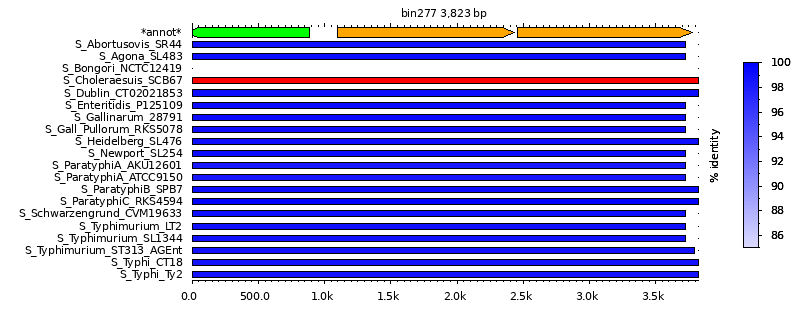 bin277 3,823 bp
*annot*
S_Abortusovis_SR44
S_Agona_SL483
S_Bongori_NCTC12419
S_Choleraesuis_SCB67
S_Dublin_CT02021853
S_Enteritidis_P125109
S_Gallinarum_28791
S_Gall_Pullorum_RKS5078
S_Heidelberg_SL476
S_Newport_SL254
S_ParatyphiA_AKU12601
S_ParatyphiA_ATCC9150
S_ParatyphiB_SPB7
S_ParatyphiC_RKS4594
S_Schwarzengrund_CVM19633
S_Typhimurium_LT2
S_Typhimurium_SL1344
S_Typhimurium_ST313_AGEnt
S_Typhi_CT18
S_Typhi_Ty2
0.0 500.0 1.0k 1.5k 2.0k 2.5k 3.0k 3.5k
% identity
100
98
96
94
92
90
88
86